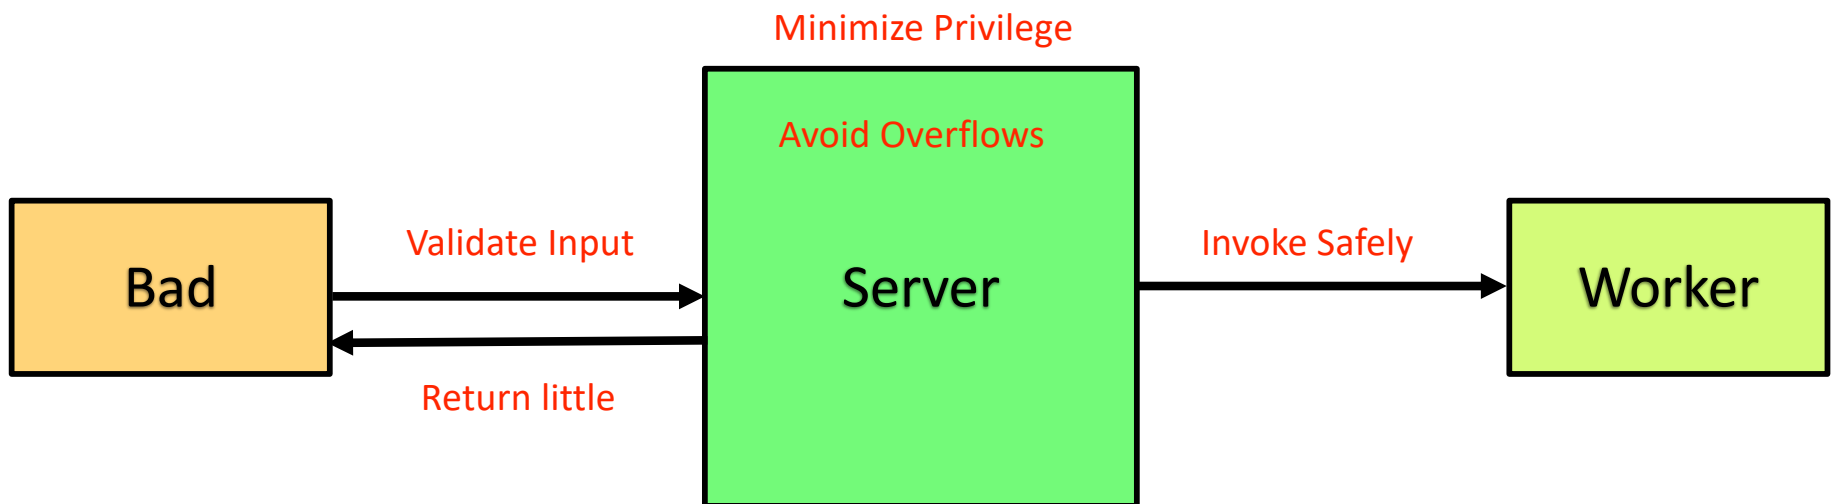 Minimize Privilege
Avoid Overflows
Validate Input
Invoke Safely
Bad
Server
Worker
Return little